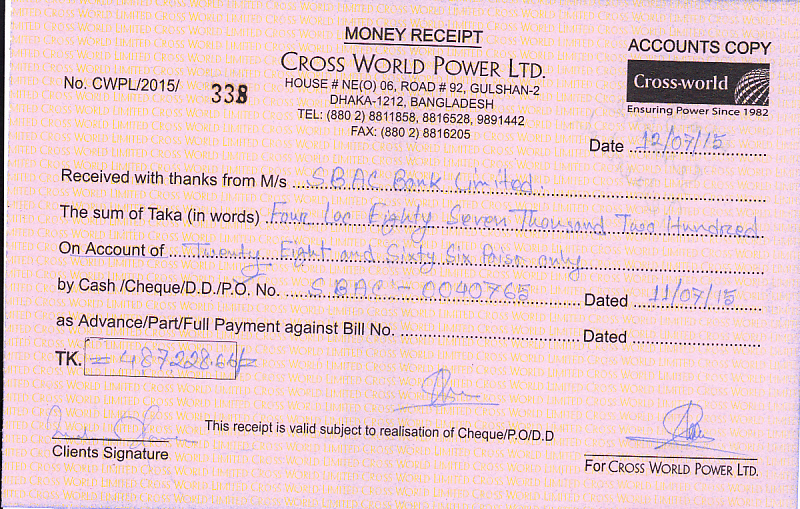 MONEY RECEIPT
ACCOUNTS COPY
CROSS WORLD POWER LTD.
Cross-world
Ensuring Power Since 1982
No. CWPL/2015/ 338
HOUSE # NE(O) 06, ROAD # 92, GULSHAN-2
DHAKA-1212, BANGLADESH
TEL: (880 2) 8811858, 8816528, 9891442
FAX: (880 2) 8816205
Date 12/07/15
Received with thanks from M/s SBAC Bank Limited.
The sum of Taka (in words) Four Lac Eighty Seven Thousand Two Hundred
On Account of Twenty Eight and Sixty Six Paisa only
by Cash /Cheque/D.D./P.O. No. SBAC - 0040765 Dated 11/07/15
as Advance/Part/Full Payment against Bill No. Dated
TK. = 487228.66/=
This receipt is valid subject to realisation of Cheque/P.O/D.D
Clients Signature
For CROSS WORLD POWER LTD.